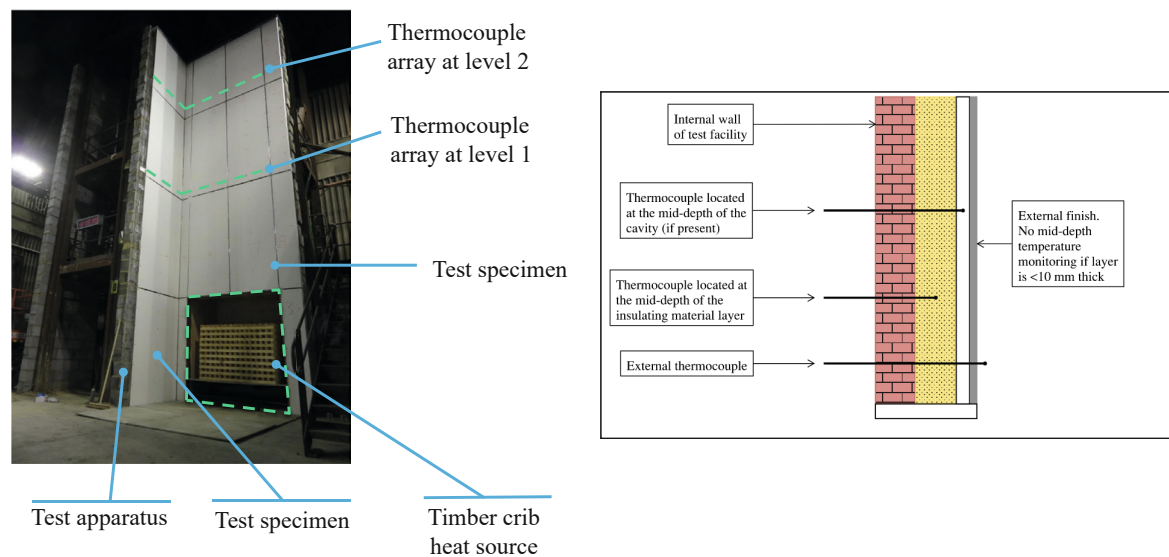 Thermocouple
array at level 2
Thermocouple
array at level 1
Test specimen
Test apparatus
Test specimen
Timber crib
heat source
Internal wall
of test facility
Thermocouple located
at the mid-depth of the
cavity (if present)
Thermocouple located at
the mid-depth of the
insulating material layer
External thermocouple
External finish.
No mid-depth
temperature
monitoring if layer
is <10 mm thick